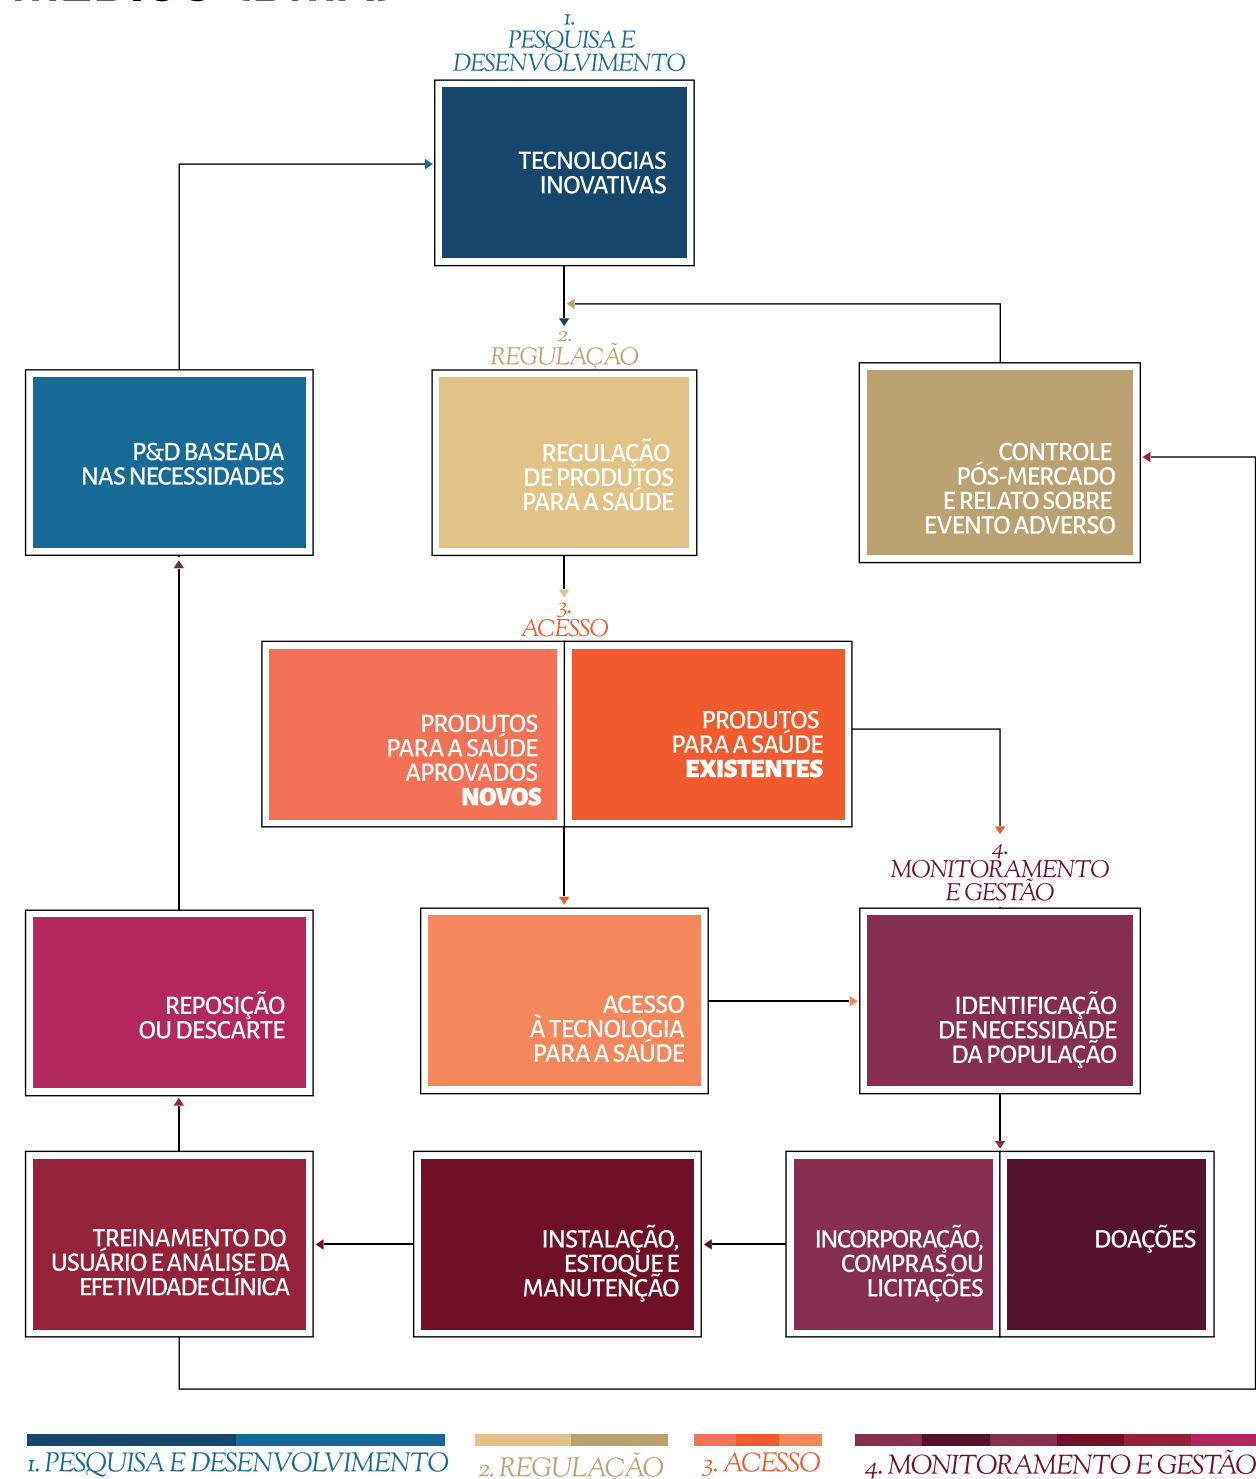 1.
PESQUISA E
DESENVOLVIMENTO
TECNOLOGIAS
INOVATIVAS
2.
REGULAÇÃO
P&D BASEADA
NAS NECESSIDADES
REGULAÇÃO
DE PRODUTOS
PARA A SAÚDE
CONTROLE
PÓS-MERCADO
E RELATO SOBRE
EVENTO ADVERSO
3.
ACESSO
PRODUTOS
PARA A SAÚDE
APROVADOS
NOVOS
PRODUTOS
PARA A SAÚDE
EXISTENTES
4.
MONITORAMENTO
E GESTÃO
REPOSIÇÃO
OU DESCARTE
ACESSO
À TECNOLOGIA
PARA A SAÚDE
IDENTIFICAÇÃO
DE NECESSIDADE
DA POPULAÇÃO
TREINAMENTO DO
USUÁRIO E ANÁLISE DA
EFETIVIDADE CLÍNICA
INSTALAÇÃO,
ESTOQUE E
MANUTENÇÃO
INCORPORAÇÃO,
COMPRAS OU
LICITAÇÕES
DOAÇÕES
1. PESQUISA E DESENVOLVIMENTO
2. REGULAÇÃO
3. ACESSO
4. MONITORAMENTO E GESTÃO